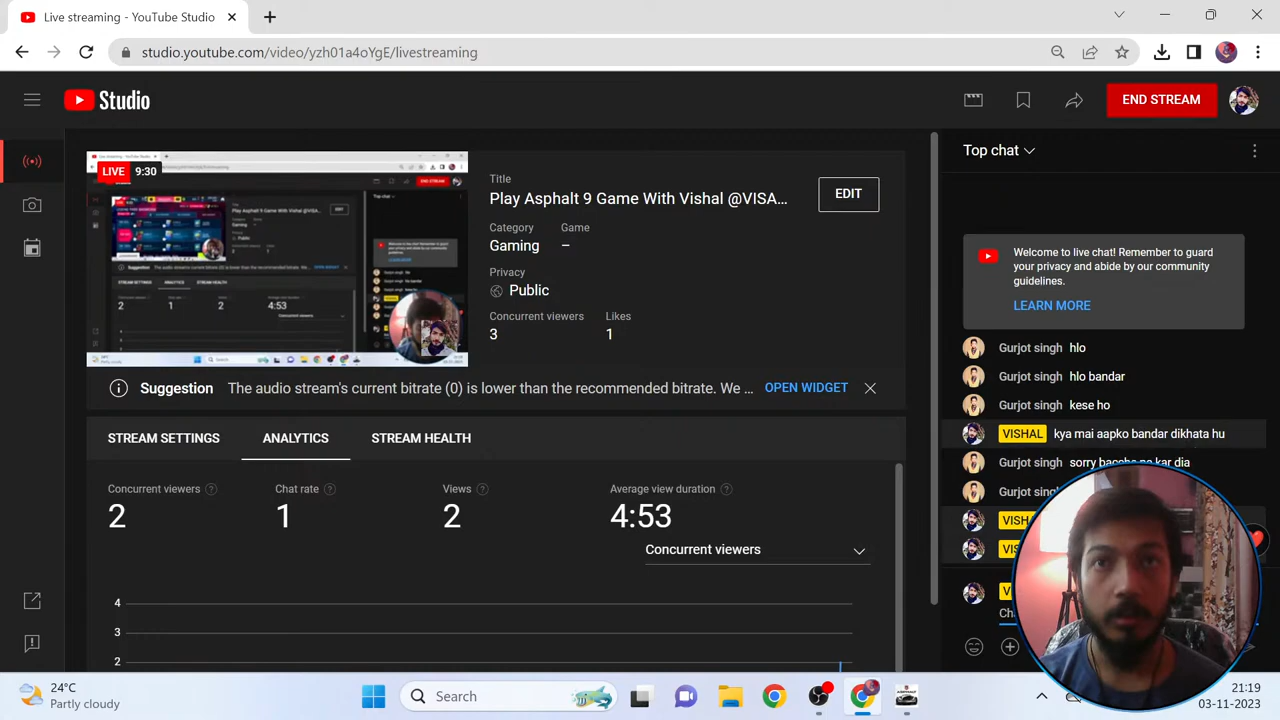 Live streaming - YouTube Studio
studio.youtube.com/video/yzh01a4oYgE/livestreaming
Studio
END STREAM
LIVE 9:30
Title
Play Asphalt 9 Game With Vishal @VISA...
EDIT
Category Game
Gaming –
Privacy
Public
Concurrent viewers Likes
3 1
Suggestion The audio stream's current bitrate (0) is lower than the recommended bitrate. We ... OPEN WIDGET
STREAM SETTINGS ANALYTICS STREAM HEALTH
Concurrent viewers Chat rate Views Average view duration
2 1 2 4:53
Concurrent viewers
4
3
2
Top chat
Welcome to live chat! Remember to guard
your privacy and abide by our community
guidelines.
LEARN MORE
Gurjot singh hlo
Gurjot singh hlo bandar
Gurjot singh kese ho
VISHAL kya mai aapko bandar dikhata hu
Gurjot singh sorry kar dia
Gurjot
24°C
Partly cloudy
Search
21:19
03-11-2023